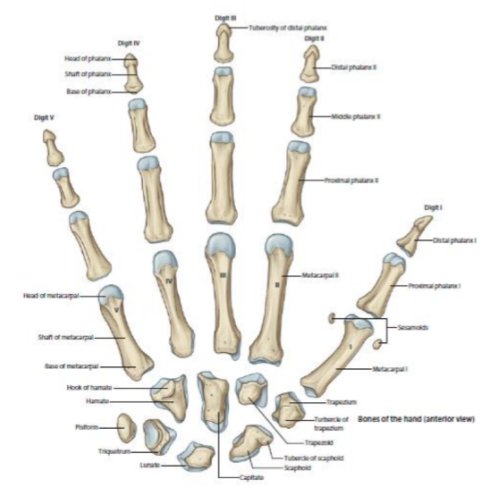 Digit III
Tuberosity of distal phalanx
Digit IV
Digit II
Head of phalanx
Shaft of phalanx
Base of phalanx
Distal phalanx II
Middle phalanx II
Digit V
Proximal phalanx II
Digit I
Distal phalanx I
IV
III
II
Metacarpal II
Proximal phalanx I
Head of metacarpal
V
Sesamoids
Shaft of metacarpal
I
Base of metacarpal
Metacarpal I
Hook of hamate
Hamate
Trapezium
Pisiform
Tubercle of
trapezium
Bones of the hand (anterior view)
Trapezoid
Triquetrum
Tubercle of scaphoid
Lunate
Scaphoid
Capitate